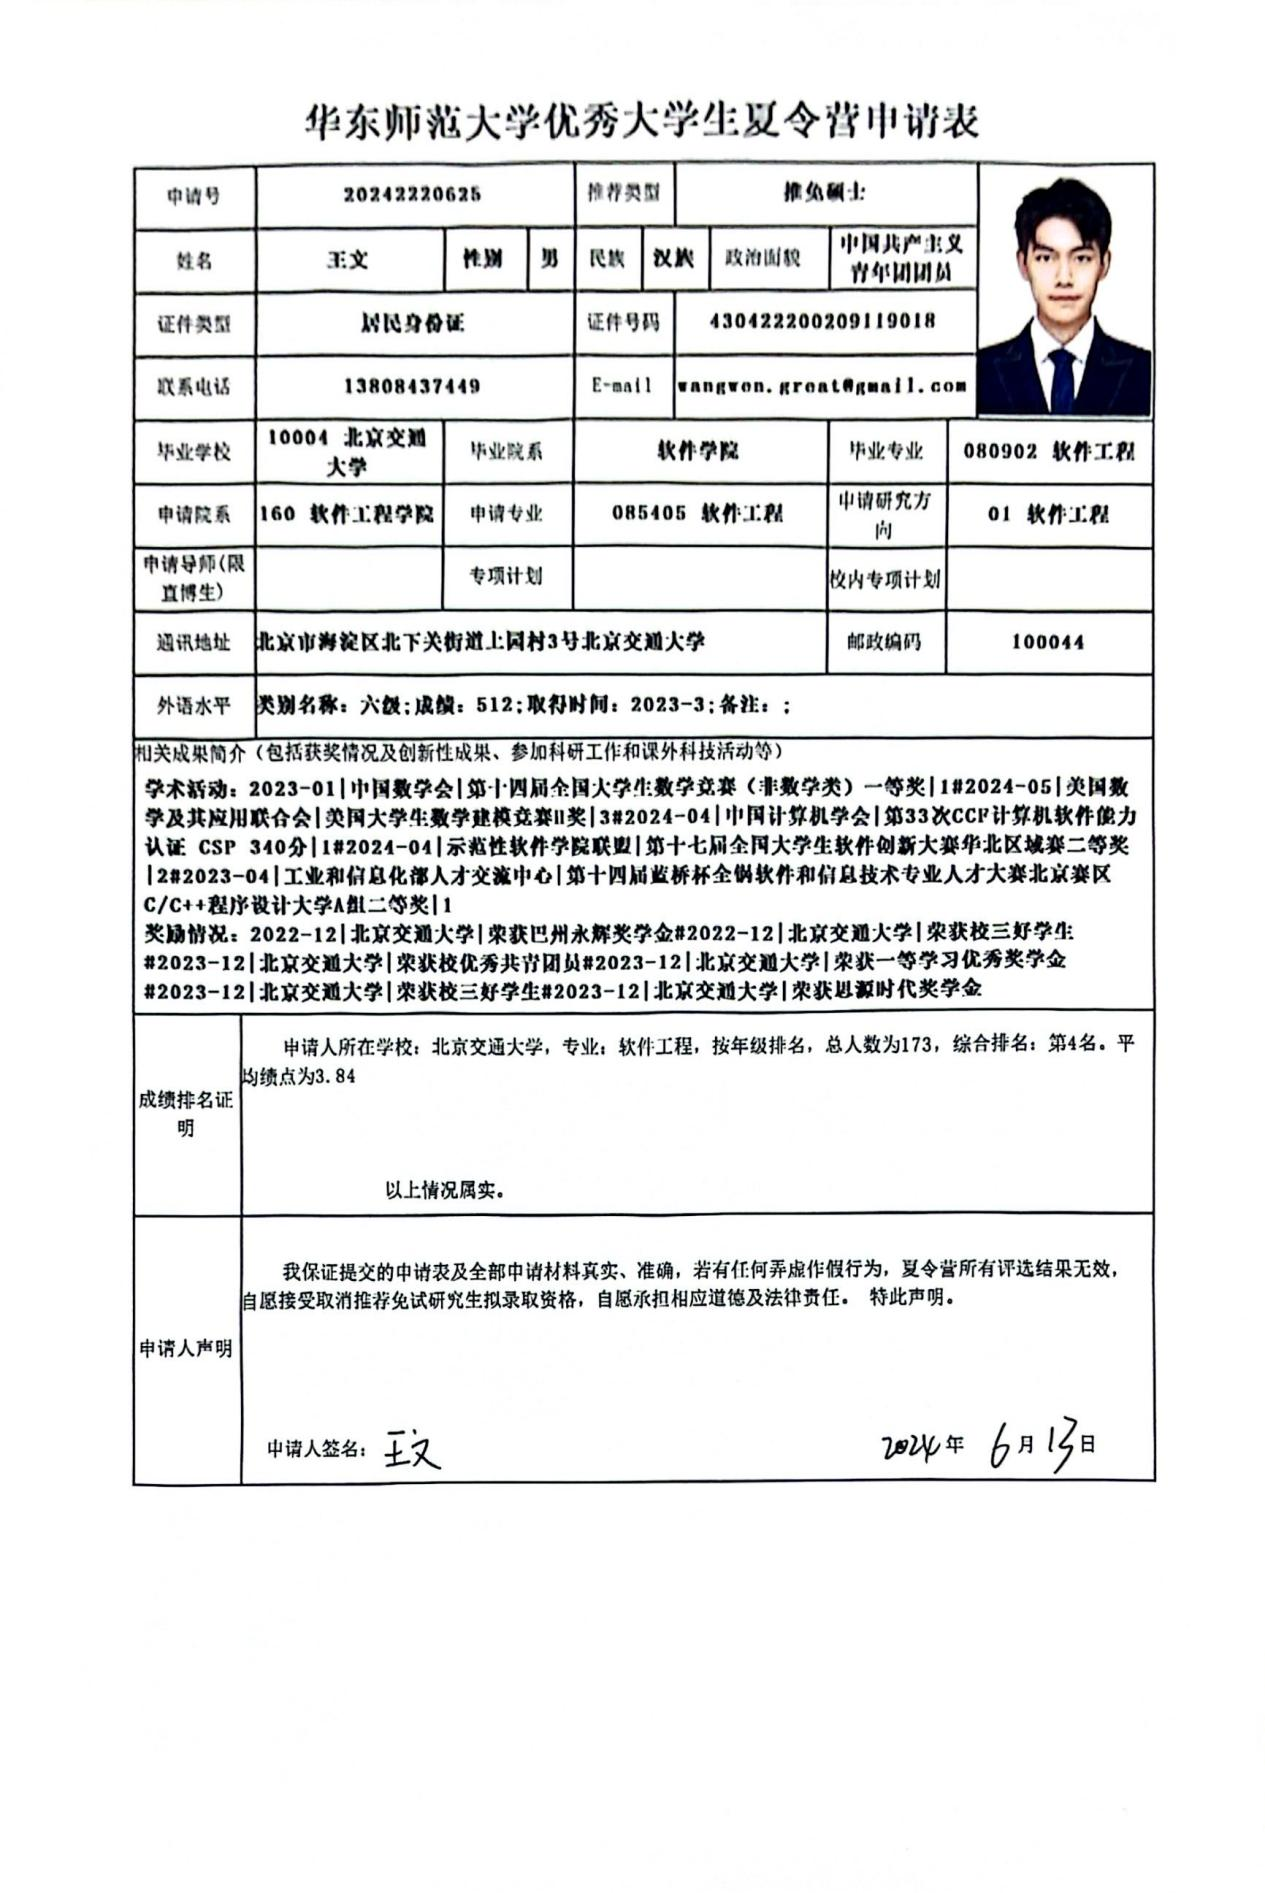 华东师范大学优秀大学生夏令营申请表
申请号 20242220625 推荐类型 推免硕士
姓名 王文 性别 男 民族 汉族 政治面貌 中国共产主义
青年团团员
证件类型 居民身份证 证件号码 430422200209119018
联系电话 13808437449 E-mail wangwen.great@gmail.com
毕业学校 10004 北京交通
大学 毕业院系 软件学院 毕业专业 080902 软件工程
申请院系 160 软件工程学院 申请专业 085405 软件工程 申请研究方
向 01 软件工程
申请导师(限
直博生) 专项计划 校内专项计划
通讯地址 北京市海淀区北下关街道上园村3号北京交通大学 邮政编码 100044
外语水平 类别名称：六级;成绩：512;取得时间：2023-3;备注：;
相关成果简介（包括获奖情况及创新性成果、参加科研工作和课外科技活动等）
学术活动：2023-01|中国数学会|第十四届全国大学生数学竞赛（非数学类）一等奖|1#2024-05|美国数
学及其应用联合会|美国大学生数学建模竞赛H奖|3#2024-04|中国计算机学会|第33次CCF计算机软件能力
认证 CSP 340分|1#2024-04|示范性软件学院联盟|第十七届全国大学生软件创新大赛华北区域赛二等奖
|2#2023-04|工业和信息化部人才交流中心|第十四届蓝桥杯全锅软件和信息技术专业人才大赛北京赛区
C/C++程序设计大学A组二等奖|1
奖励情况：2022-12|北京交通大学|荣获巴州永辉奖学金#2022-12|北京交通大学|荣获校三好学生
#2023-12|北京交通大学|荣获校优秀共青团员#2023-12|北京交通大学|荣获一等学习优秀奖学金
#2023-12|北京交通大学|荣获校三好学生#2023-12|北京交通大学|荣获思源时代奖学金
成绩排名证
明
申请人所在学校：北京交通大学，专业：软件工程，按年级排名，总人数为173，综合排名：第4名。平
均绩点为3.84
以上情况属实。
申请人声明
我保证提交的申请表及全部申请材料真实、准确，若有任何弄虚作假行为，夏令营所有评选结果无效，
自愿接受取消推荐免试研究生拟录取资格，自愿承担相应道德及法律责任。 特此声明。
申请人签名：王文 2024年 6月13日